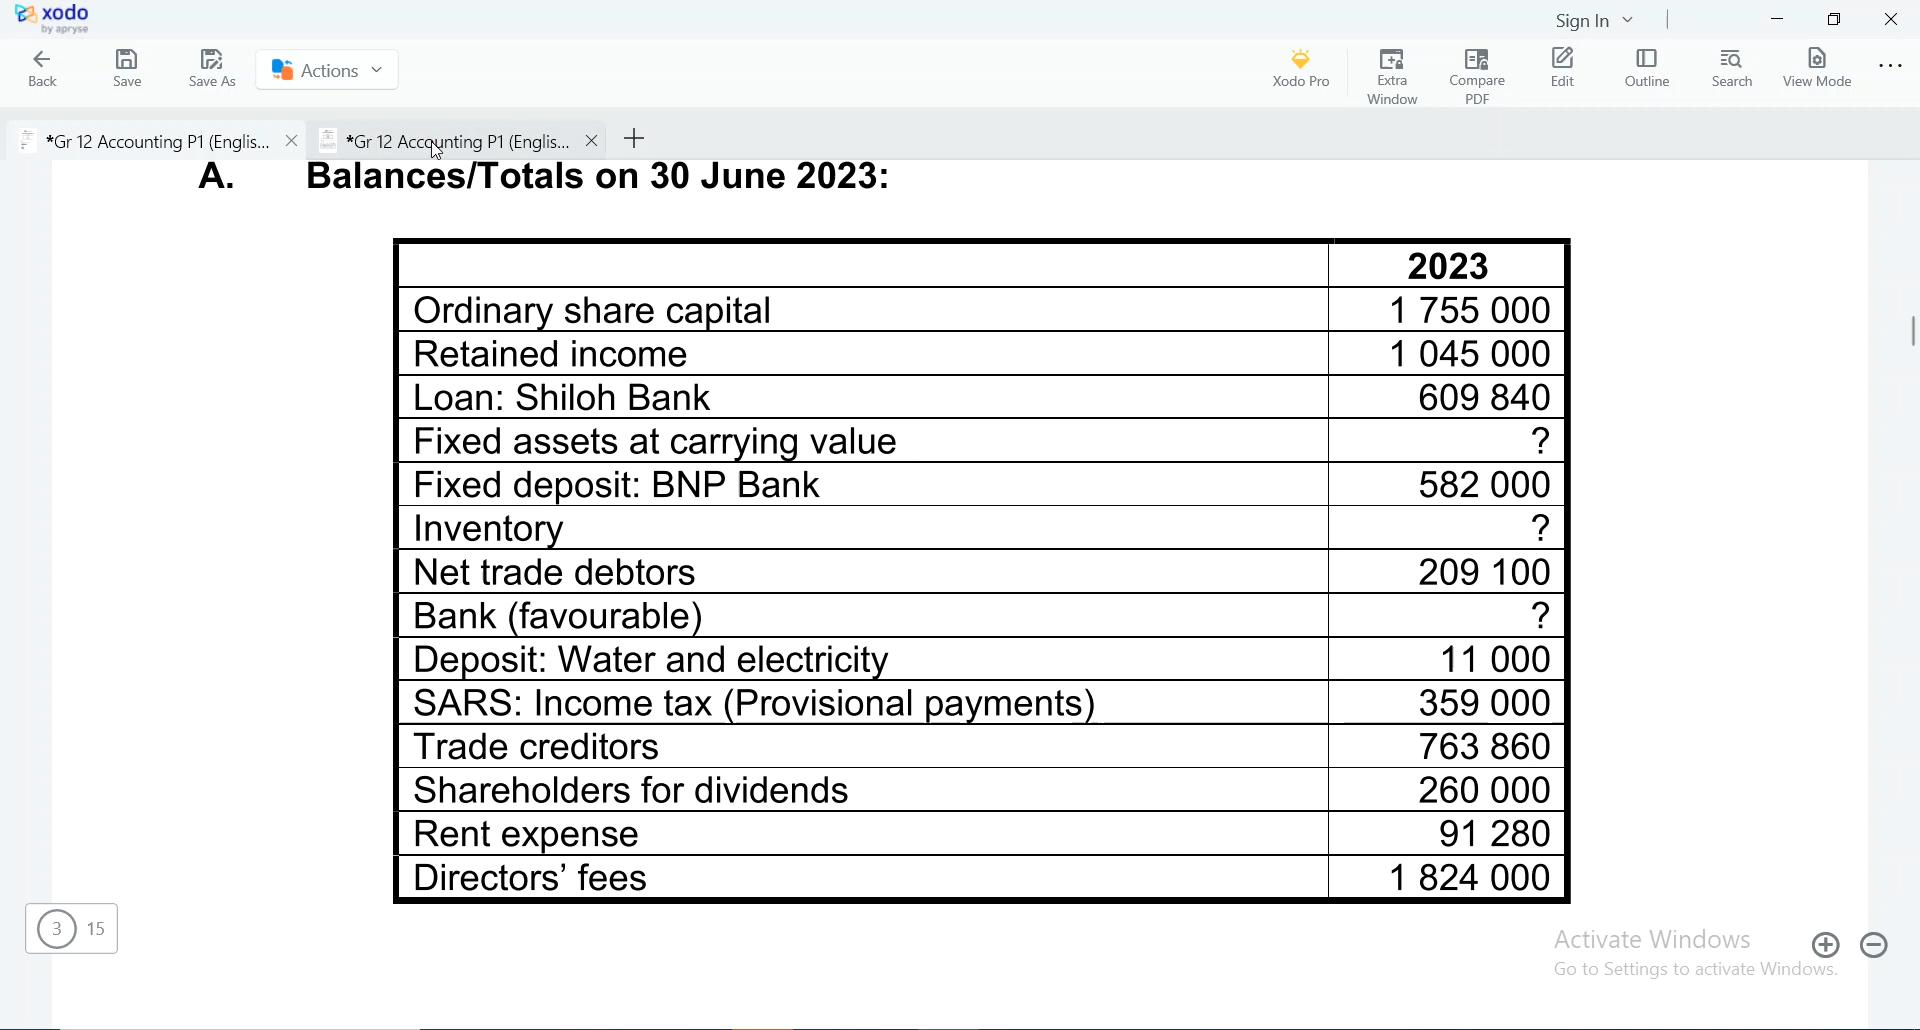 xodo
by apryse
Sign In
Back
Save
Save As
Actions
Xodo Pro
Extra Window
Compare PDF
Edit
Outline
Search
View Mode
*Gr 12 Accounting P1 (Englis...
*Gr 12 Accounting P1 (Englis...
A. Balances/Totals on 30 June 2023:
2023
Ordinary share capital 1 755 000
Retained income 1 045 000
Loan: Shiloh Bank 609 840
Fixed assets at carrying value ?
Fixed deposit: BNP Bank 582 000
Inventory ?
Net trade debtors 209 100
Bank (favourable) ?
Deposit: Water and electricity 11 000
SARS: Income tax (Provisional payments) 359 000
Trade creditors 763 860
Shareholders for dividends 260 000
Rent expense 91 280
Directors’ fees 1 824 000
3 15
Activate Windows
Go to Settings to activate Windows.